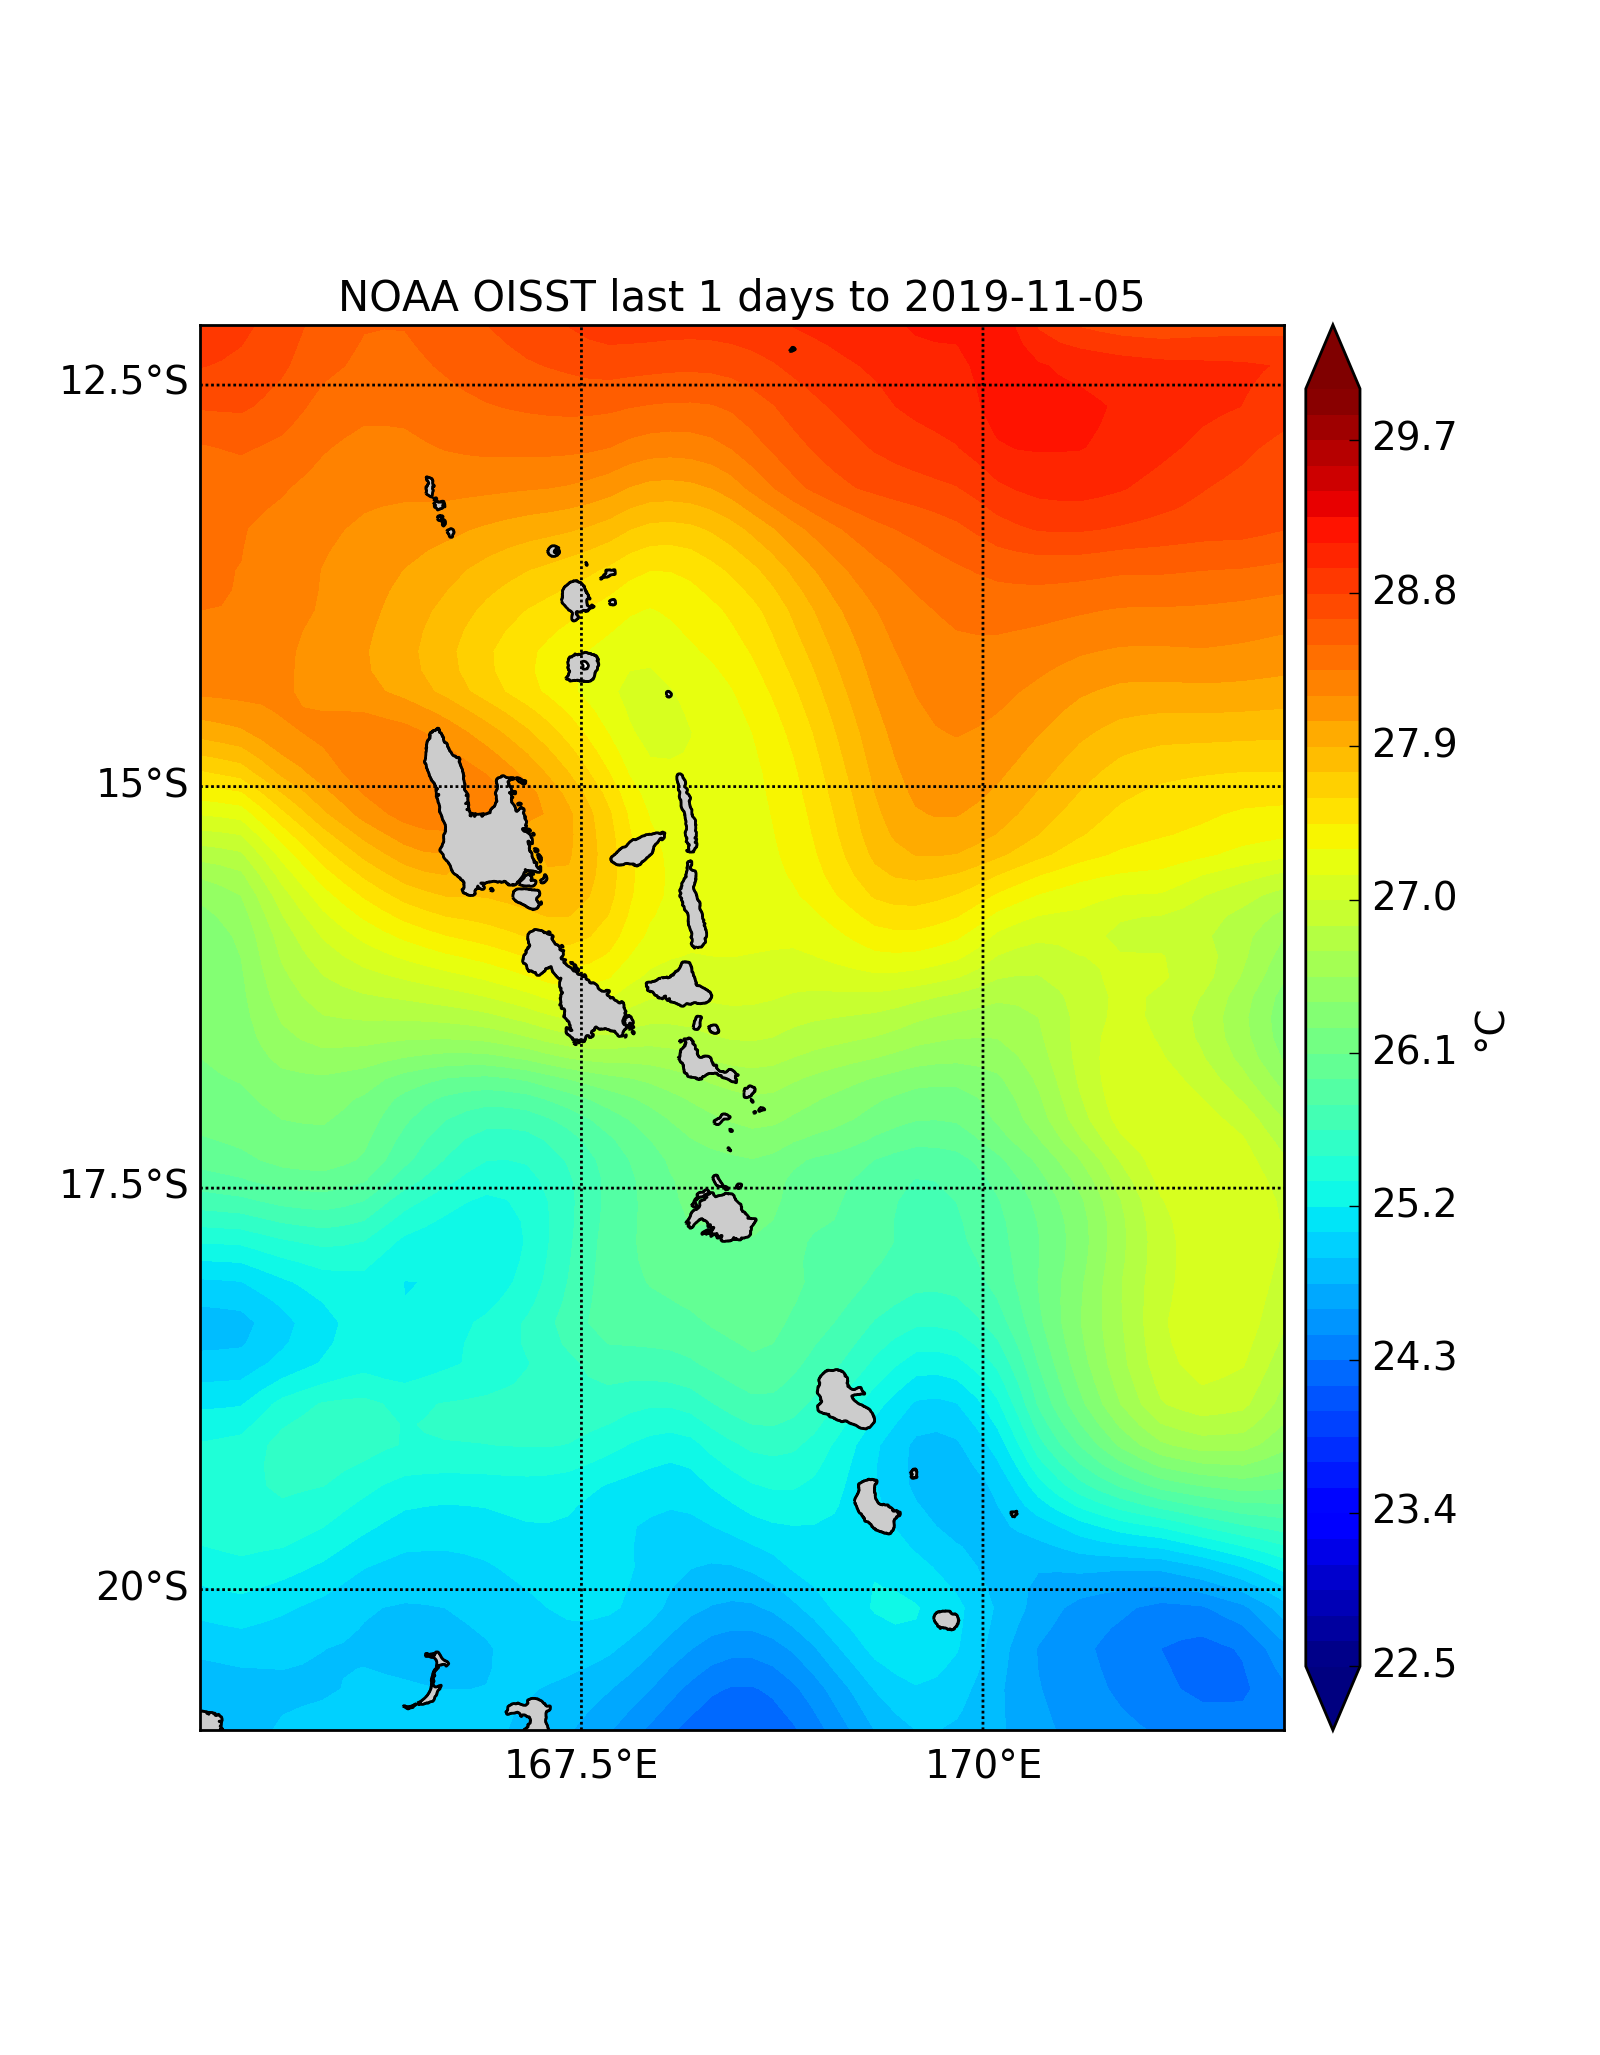 NOAA OISST last 1 days to 2019-11-05
12.5°S
15°S
17.5°S
20°S
167.5°E
170°E
29.7
28.8
27.9
27.0
26.1
25.2
24.3
23.4
22.5
°C